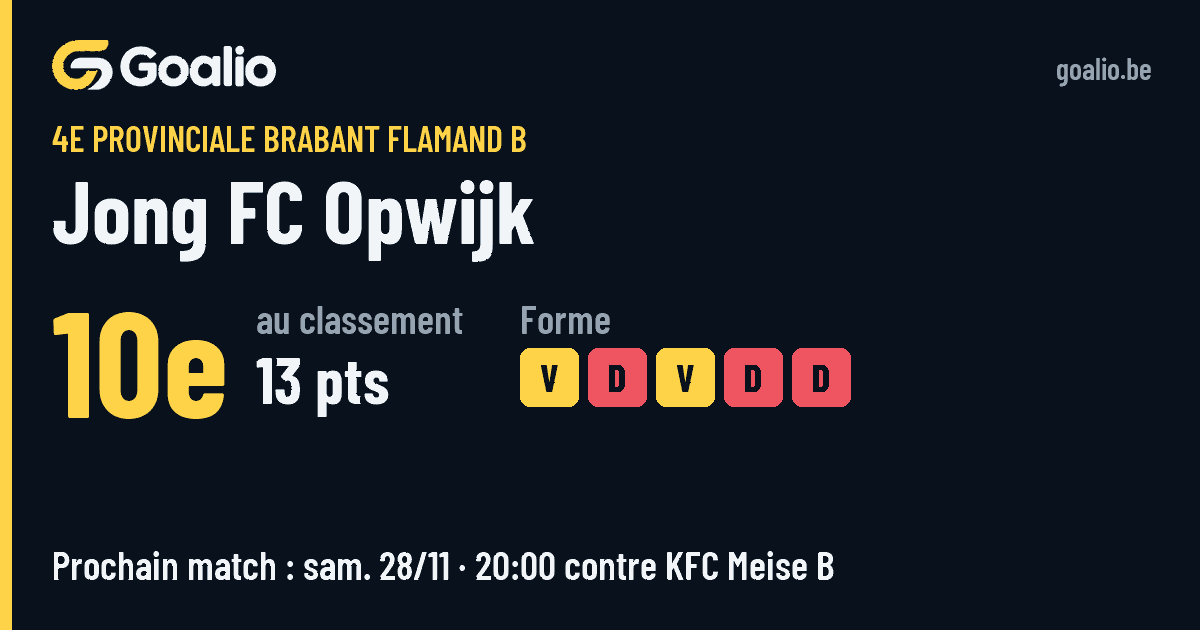 Goalio
goalio.be
4E PROVINCIALE BRABANT FLAMAND B
Jong FC Opwijk
10e
au classement
13 pts
Forme
V D V D D
Prochain match : sam. 28/11 · 20:00 contre KFC Meise B